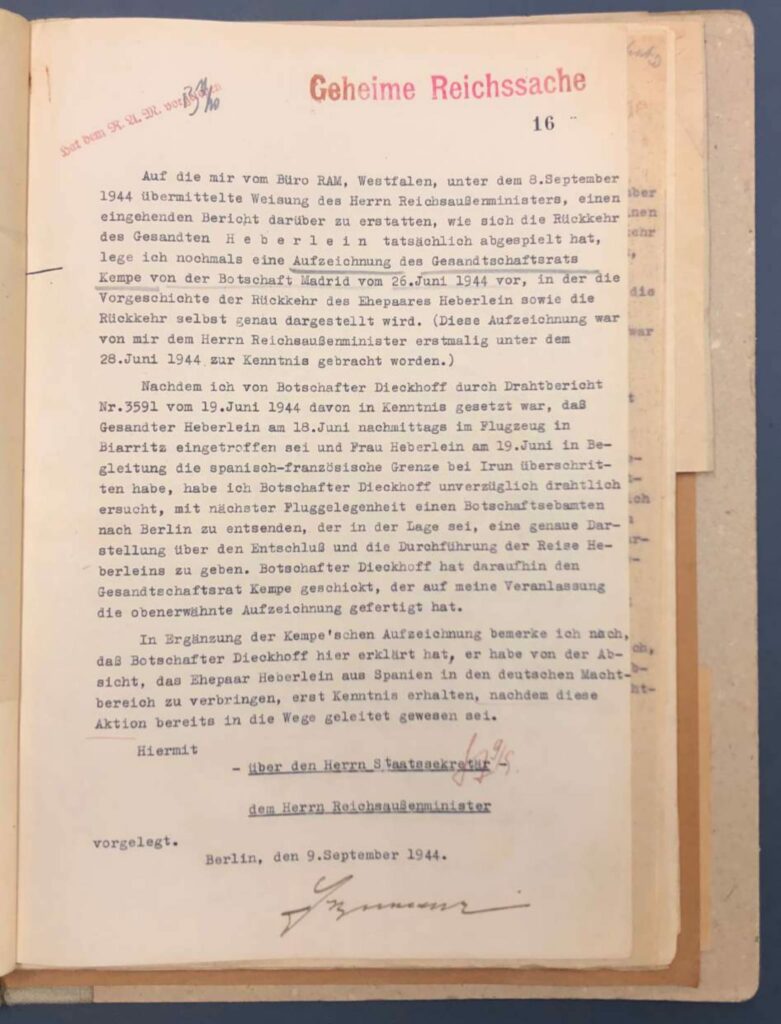 Geheime Reichssache
Hat dem R. A. M. vorgelegen
16
Auf die mir vom Büro RAM, Westfalen, unter dem 8.September
1944 übermittelte Weisung des Herrn Reichsaußenministers, einen
eingehenden Bericht darüber zu erstatten, wie sich die Rückkehr
des Gesandten H e b e r l e i n tatsächlich abgespielt hat,
lege ich nochmals eine Aufzeichnung des Gesandtschaftsrats
Kempe von der Botschaft Madrid vom 26.Juni 1944 vor, in der die
Vorgeschichte der Rückkehr des Ehepaares Heberlein sowie die
Rückkehr selbst genau dargestellt wird. (Diese Aufzeichnung war
von mir dem Herrn Reichsaußenminister erstmalig unter dem
28.Juni 1944 zur Kenntnis gebracht worden.)
Nachdem ich von Botschafter Dieckhoff durch Drahtbericht
Nr.3591 vom 19.Juni 1944 davon in Kenntnis gesetzt war, daß
Gesandter Heberlein am 18.Juni nachmittags im Flugzeug in
Biarritz eingetroffen sei und Frau Heberlein am 19.Juni in Be-
gleitung die spanisch-französische Grenze bei Irun überschrit-
ten habe, habe ich Botschafter Dieckhoff unverzüglich drahtlich
ersucht, mit nächster Fluggelegenheit einen Botschaftsebamten
nach Berlin zu entsenden, der in der Lage sei, eine genaue Dar-
stellung über den Entschluß und die Durchführung der Reise He-
berleins zu geben. Botschafter Dieckhoff hat daraufhin den
Gesandtschaftsrat Kempe geschickt, der auf meine Veranlassung
die obenerwähnte Aufzeichnung gefertigt hat.
In Ergänzung der Kempe'schen Aufzeichnung bemerke ich noch,
daß Botschafter Dieckhoff hier erklärt hat, er habe von der Ab-
sicht, das Ehepaar Heberlein aus Spanien in den deutschen Macht-
bereich zu verbringen, erst Kenntnis erhalten, nachdem diese
Aktion bereits in die Wege geleitet gewesen sei.
Hiermit
- über den Herrn Staatssekretär -
dem Herrn Reichsaußenminister
vorgelegt.
Berlin, den 9.September 1944.